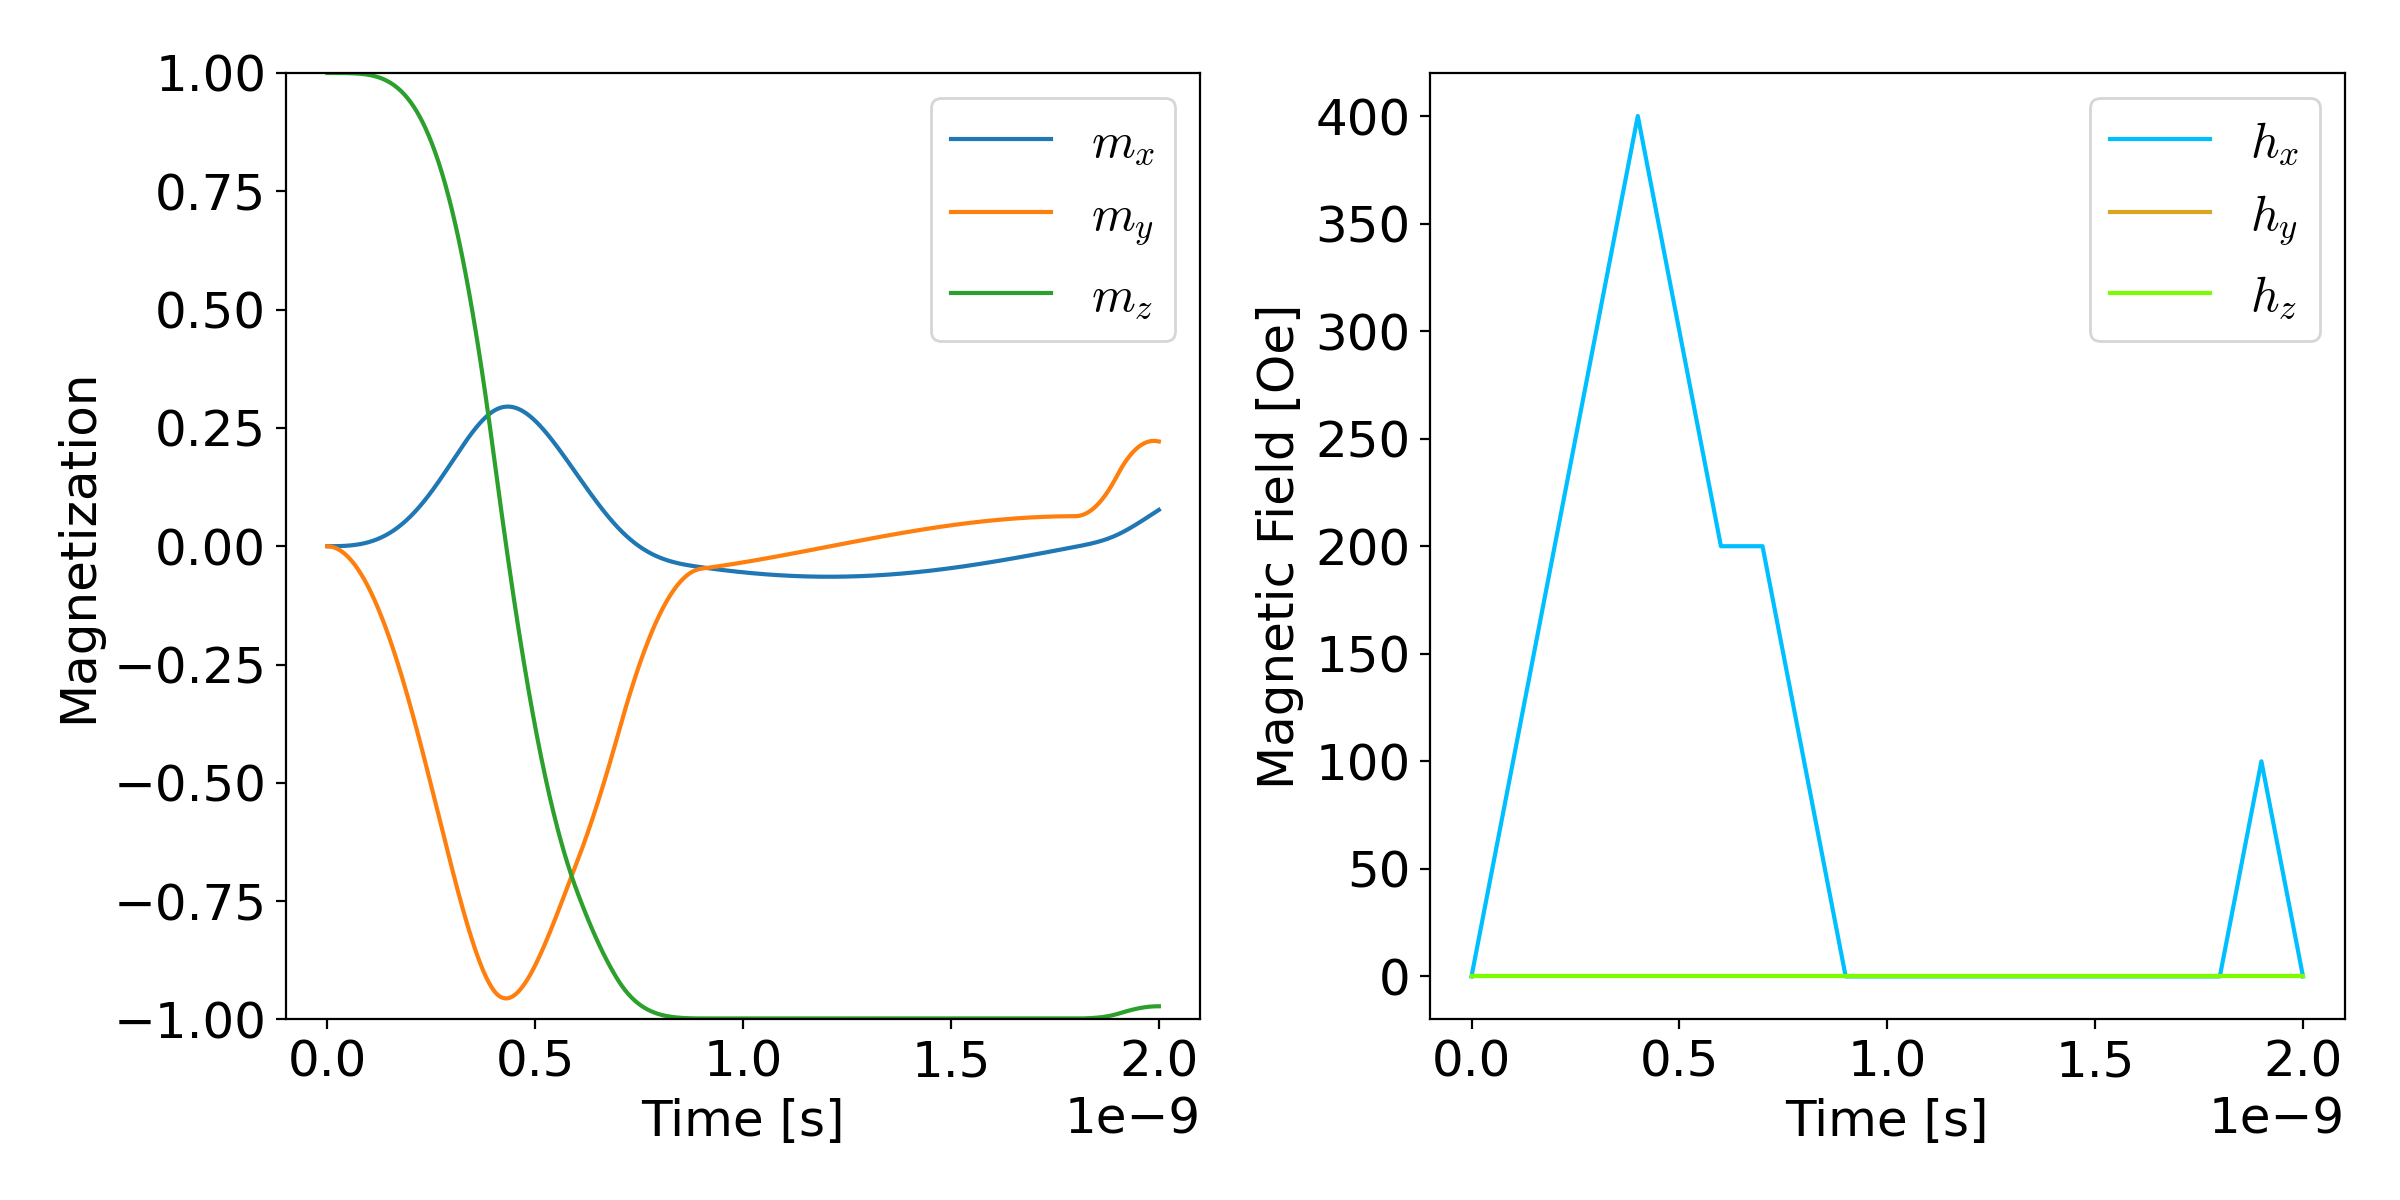 Magnetization
1.00
0.75
0.50
0.25
0.00
−0.25
−0.50
−0.75
−1.00
0.0 0.5 1.0 1.5 2.0
Time [s]
1e−9
m_x
m_y
m_z
Magnetic Field [Oe]
400
350
300
250
200
150
100
50
0
0.0 0.5 1.0 1.5 2.0
Time [s]
1e−9
h_x
h_y
h_z